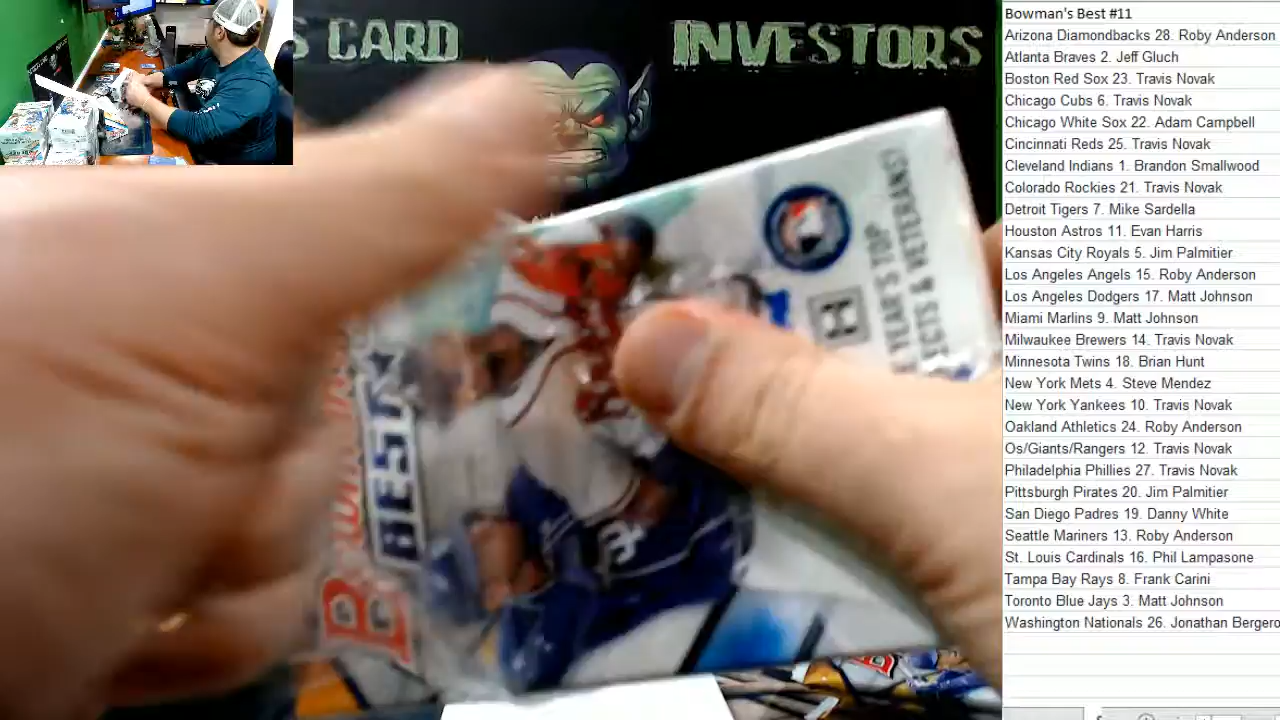 S CARD INVESTORS
Bowman's
BEST
H
YEAR'S TOP
ECTS & VETERANS!
Bowman's Best #11
Arizona Diamondbacks 28. Roby Anderson
Atlanta Braves 2. Jeff Gluch
Boston Red Sox 23. Travis Novak
Chicago Cubs 6. Travis Novak
Chicago White Sox 22. Adam Campbell
Cincinnati Reds 25. Travis Novak
Cleveland Indians 1. Brandon Smallwood
Colorado Rockies 21. Travis Novak
Detroit Tigers 7. Mike Sardella
Houston Astros 11. Evan Harris
Kansas City Royals 5. Jim Palmitier
Los Angeles Angels 15. Roby Anderson
Los Angeles Dodgers 17. Matt Johnson
Miami Marlins 9. Matt Johnson
Milwaukee Brewers 14. Travis Novak
Minnesota Twins 18. Brian Hunt
New York Mets 4. Steve Mendez
New York Yankees 10. Travis Novak
Oakland Athletics 24. Roby Anderson
Os/Giants/Rangers 12. Travis Novak
Philadelphia Phillies 27. Travis Novak
Pittsburgh Pirates 20. Jim Palmitier
San Diego Padres 19. Danny White
Seattle Mariners 13. Roby Anderson
St. Louis Cardinals 16. Phil Lampasone
Tampa Bay Rays 8. Frank Carini
Toronto Blue Jays 3. Matt Johnson
Washington Nationals 26. Jonathan Bergero